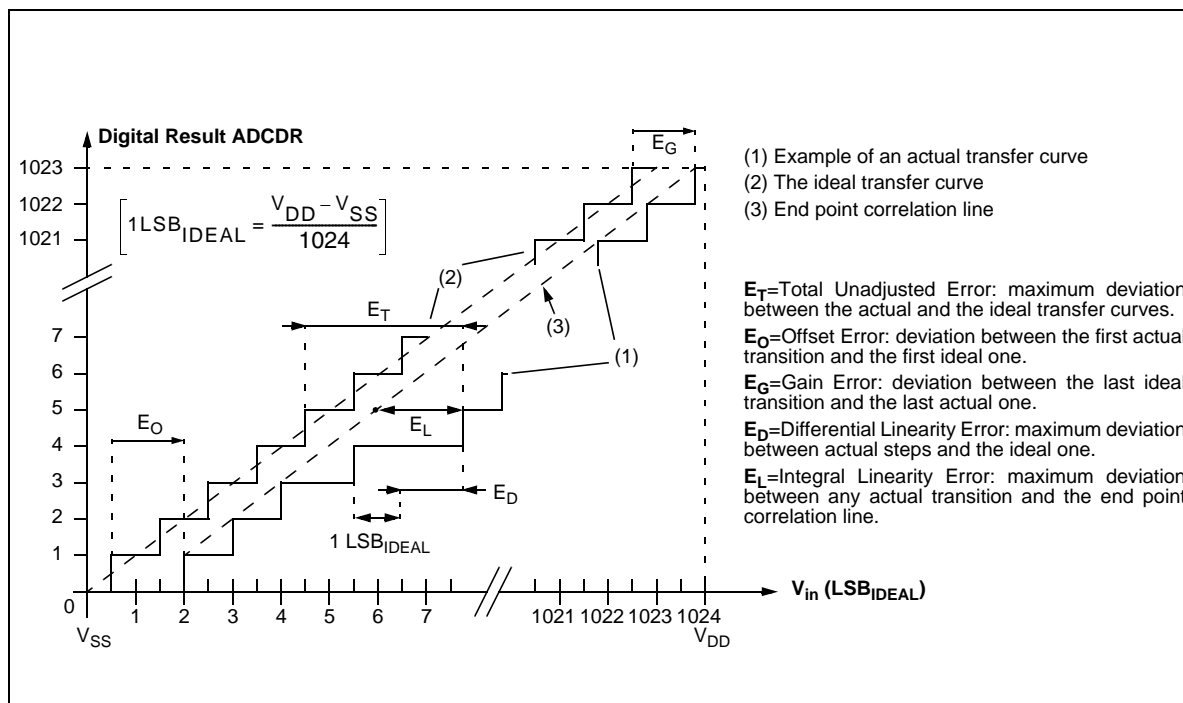 Digital Result ADCDR
E_G
1023
1022
1021
[1LSB_IDEAL = (V_DD – V_SS) / 1024]
(2)
E_T
(3)
7
6
(1)
5
E_L
E_O
4
3
E_D
2
1 LSB_IDEAL
1
0
1 2 3 4 5 6 7 1021 1022 1023 1024
V_in (LSB_IDEAL)
V_SS
V_DD
(1) Example of an actual transfer curve
(2) The ideal transfer curve
(3) End point correlation line
E_T=Total Unadjusted Error: maximum deviation
between the actual and the ideal transfer curves.
E_O=Offset Error: deviation between the first actual
transition and the first ideal one.
E_G=Gain Error: deviation between the last ideal
transition and the last actual one.
E_D=Differential Linearity Error: maximum deviation
between actual steps and the ideal one.
E_L=Integral Linearity Error: maximum deviation
between any actual transition and the end point
correlation line.